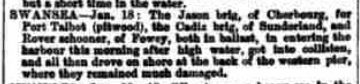 but a short time in the water.
SWANSEA—Jan. 18: The Jason brig, of Cherbourg, for
Port Talbot (pitwood), the Cadiz brig, of Sunderland, and
Rover schooner, of Fowey, both in ballast, in entering the
harbour this morning after high water, got into collision,
and all then drove on shore at the back of the western pier,
where they remained much damaged.